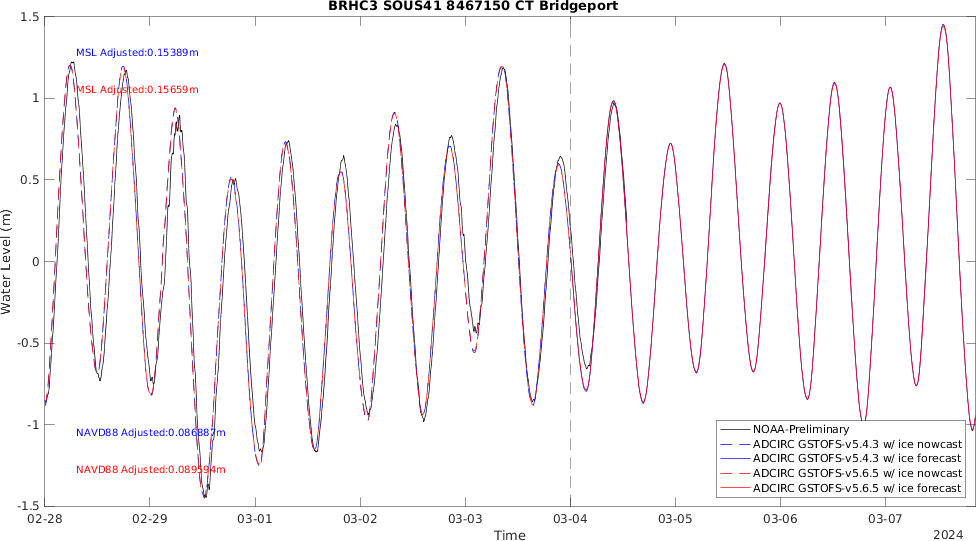 BRHC3 SOUS41 8467150 CT Bridgeport
1.5
1
0.5
0
-0.5
-1
-1.5
Water Level (m)
MSL Adjusted:0.15389m
MSL Adjusted:0.15659m
NAVD88 Adjusted:0.086887m
NAVD88 Adjusted:0.089594m
NOAA-Preliminary
ADCIRC GSTOFS-v5.4.3 w/ ice nowcast
ADCIRC GSTOFS-v5.4.3 w/ ice forecast
ADCIRC GSTOFS-v5.6.5 w/ ice nowcast
ADCIRC GSTOFS-v5.6.5 w/ ice forecast
02-28 02-29 03-01 03-02 03-03 03-04 03-05 03-06 03-07
Time
2024